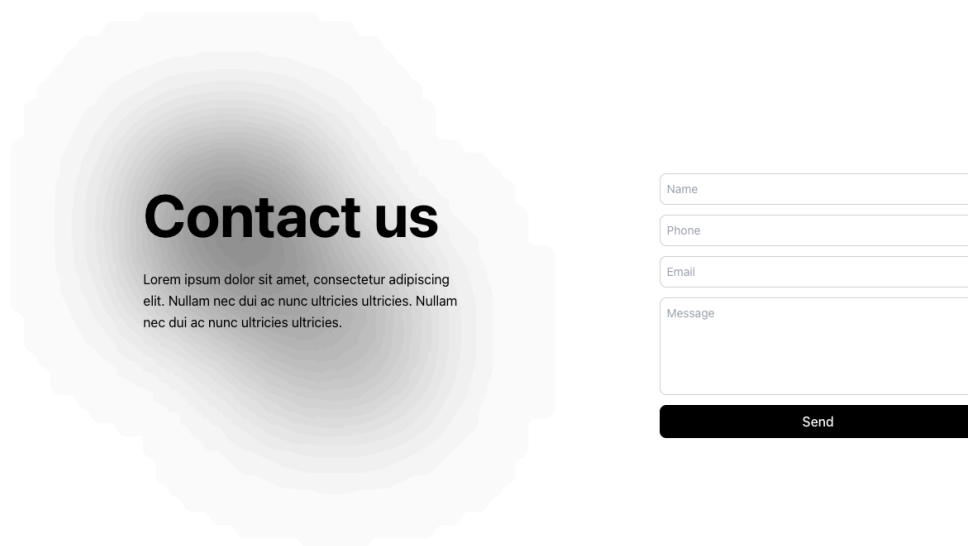 Contact us
Lorem ipsum dolor sit amet, consectetur adipiscing
elit. Nullam nec dui ac nunc ultricies ultricies. Nullam
nec dui ac nunc ultricies ultricies.
Name
Phone
Email
Message
Send